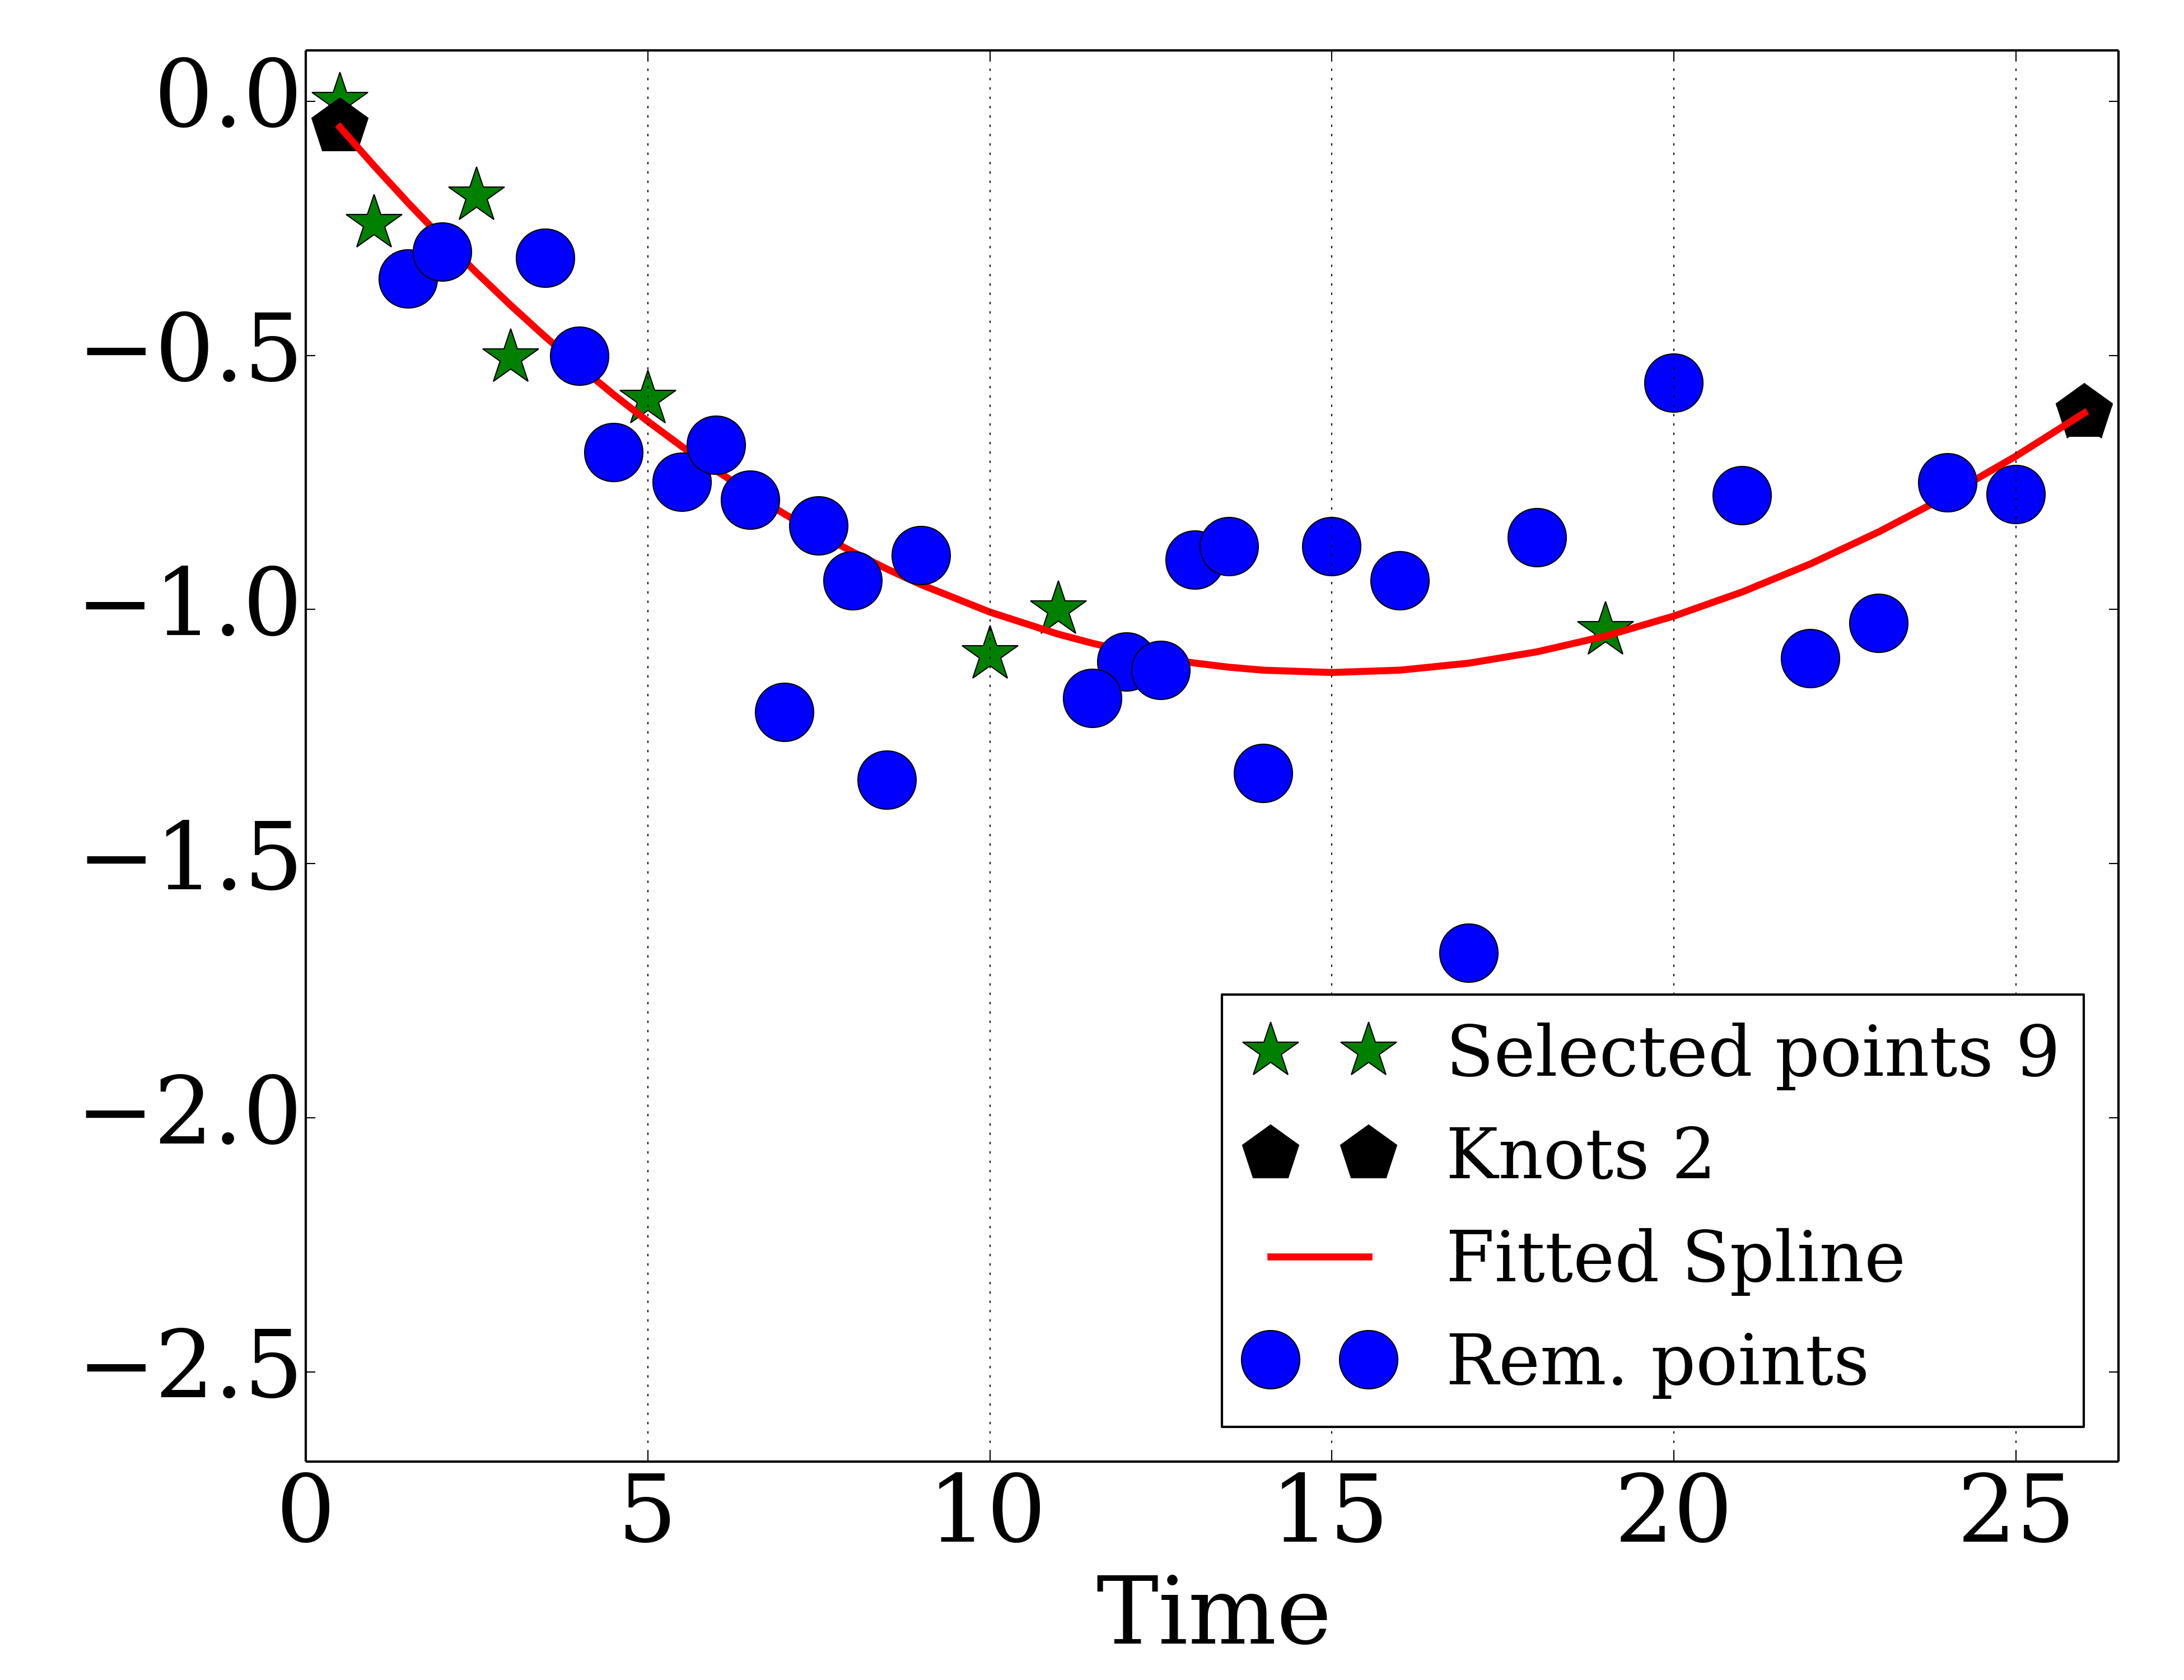 0.0
−0.5
−1.0
−1.5
−2.0
−2.5
Selected points 9
Knots 2
Fitted Spline
Rem. points
0 5 10 15 20 25
Time